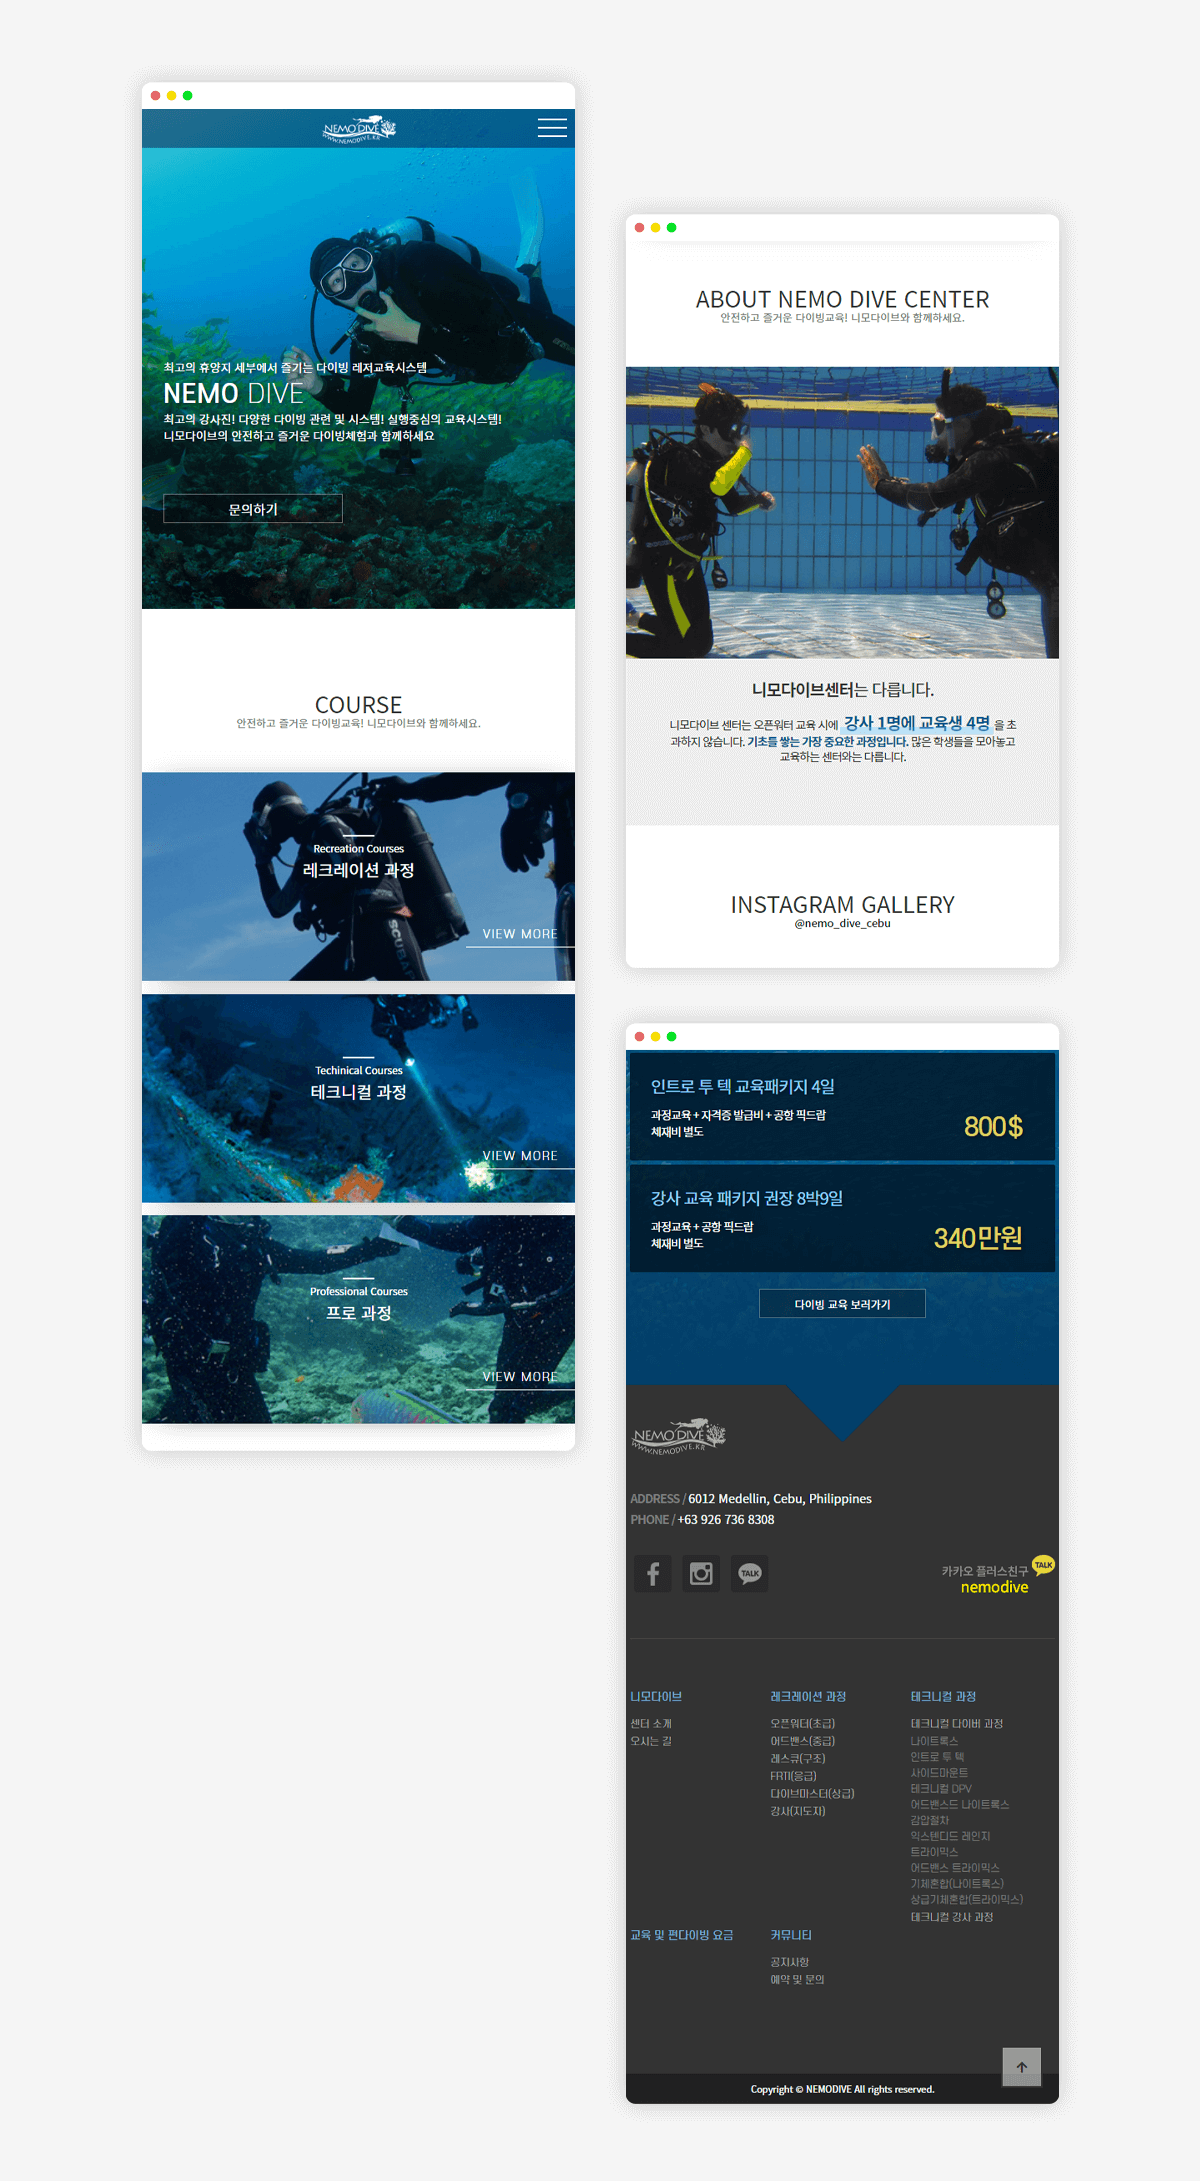 NEMO DIVE
WWW.NEMODIVE.KR
최고의 휴양지 세부에서 즐기는 다이빙 레저교육시스템
NEMO DIVE
최고의 강사진! 다양한 다이빙 관련 및 시스템! 실행중심의 교육시스템!
니모다이브의 안전하고 즐거운 다이빙체험과 함께하세요
문의하기
COURSE
안전하고 즐거운 다이빙교육! 니모다이브와 함께하세요.
Recreation Courses
레크레이션 과정
SCUBAPR
VIEW MORE
Techinical Courses
테크니컬 과정
VIEW MORE
Professional Courses
프로 과정
VIEW MORE
ABOUT NEMO DIVE CENTER
안전하고 즐거운 다이빙교육! 니모다이브와 함께하세요.
니모다이브센터는 다릅니다.
니모다이브 센터는 오픈워터 교육 시에 강사 1명에 교육생 4명 을 초
과하지 않습니다. 기초를 쌓는 가장 중요한 과정입니다. 많은 학생들을 모아놓고
교육하는 센터와는 다릅니다.
INSTAGRAM GALLERY
@nemo_dive_cebu
인트로 투 텍 교육패키지 4일
과정교육 + 자격증 발급비 + 공항 픽드랍
체재비 별도
800$
강사 교육 패키지 권장 8박9일
과정교육 + 공항 픽드랍
체재비 별도
340만원
다이빙 교육 보러가기
NEMO DIVE
WWW.NEMODIVE.KR
ADDRESS / 6012 Medellin, Cebu, Philippines
PHONE / +63 926 736 8308
TALK
카카오 플러스친구 TALK
nemodive
니모다이브
센터 소개
오시는 길
레크레이션 과정
오픈워터(초급)
어드밴스(중급)
레스큐(구조)
FRTI(응급)
다이브마스터(상급)
강사(지도자)
테크니컬 과정
테크니컬 다이버 과정
나이트록스
인트로 투 텍
사이드마운트
테크니컬 DPV
어드밴스드 나이트록스
감압절차
익스텐디드 레인지
트라이믹스
어드밴스 트라이믹스
기체혼합(나이트록스)
상급기체혼합(트라이믹스)
테크니컬 강사 과정
교육 및 펀다이빙 요금
커뮤니티
공지사항
예약 및 문의
Copyright © NEMODIVE All rights reserved.